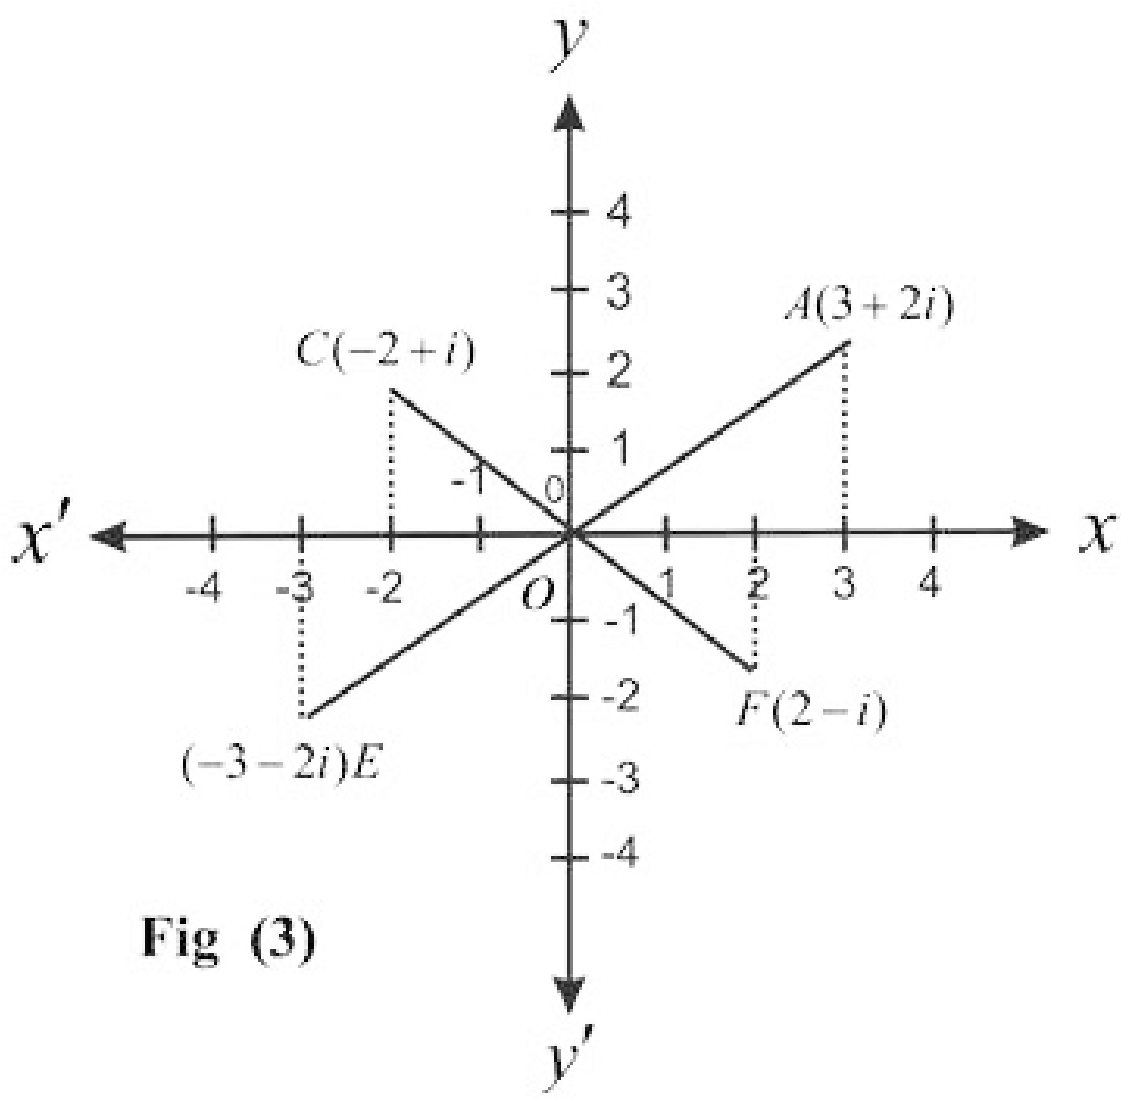 y
4
3
A(3 + 2i)
C(−2 + i)
2
1
-1
0
x'
x
-4
-3
-2
O
1
2
3
4
-1
-2
F(2 − i)
(−3 − 2i)E
-3
-4
Fig (3)
y'